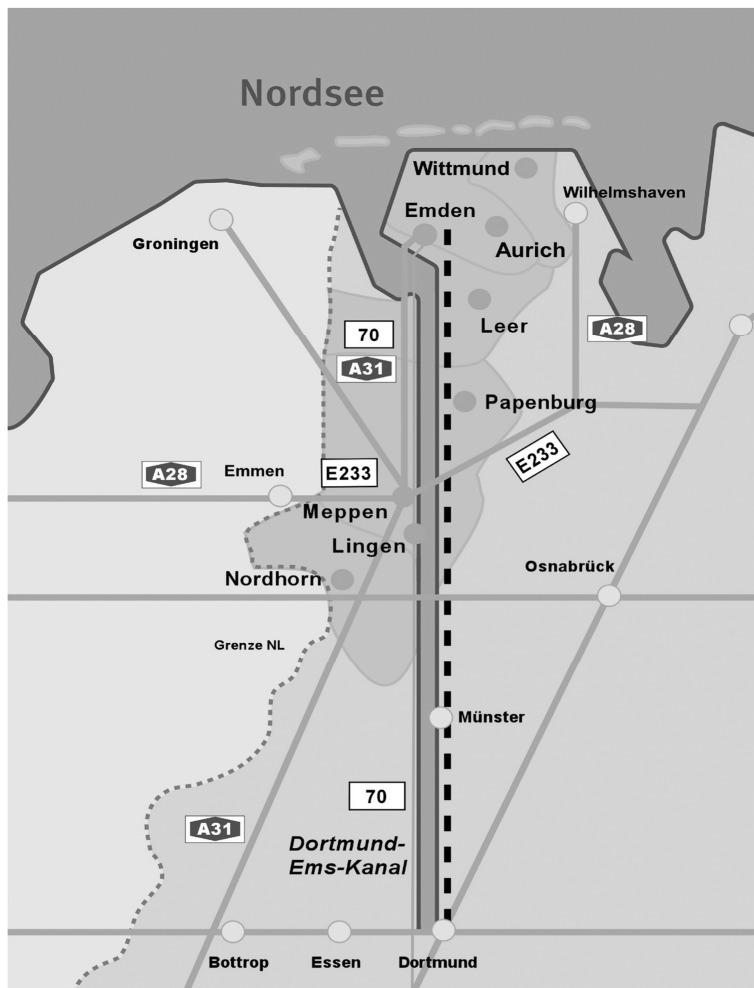 Nordsee
Wittmund
Wilhelmshaven
Emden
Groningen
Aurich
Leer
70
A28
A31
Papenburg
Emmen
E233
E233
A28
Meppen
Lingen
Osnabrück
Nordhorn
Grenze NL
Münster
70
A31
Dortmund-
Ems-Kanal
Bottrop
Essen
Dortmund